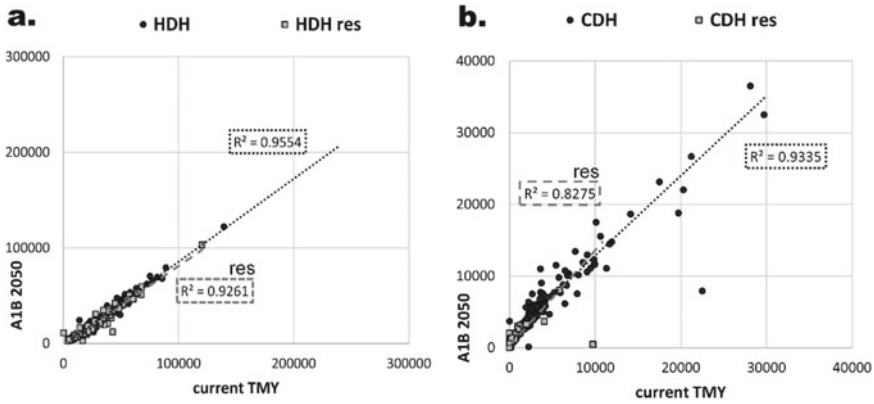 a.
HDH HDH res
300000
200000
100000
0
0 100000 200000 300000
A1B 2050
current TMY
R² = 0.9554
res
R² = 0.9261
b.
CDH CDH res
40000
30000
20000
10000
0
0 10000 20000 30000 40000
A1B 2050
current TMY
res
R² = 0.8275
R² = 0.9335